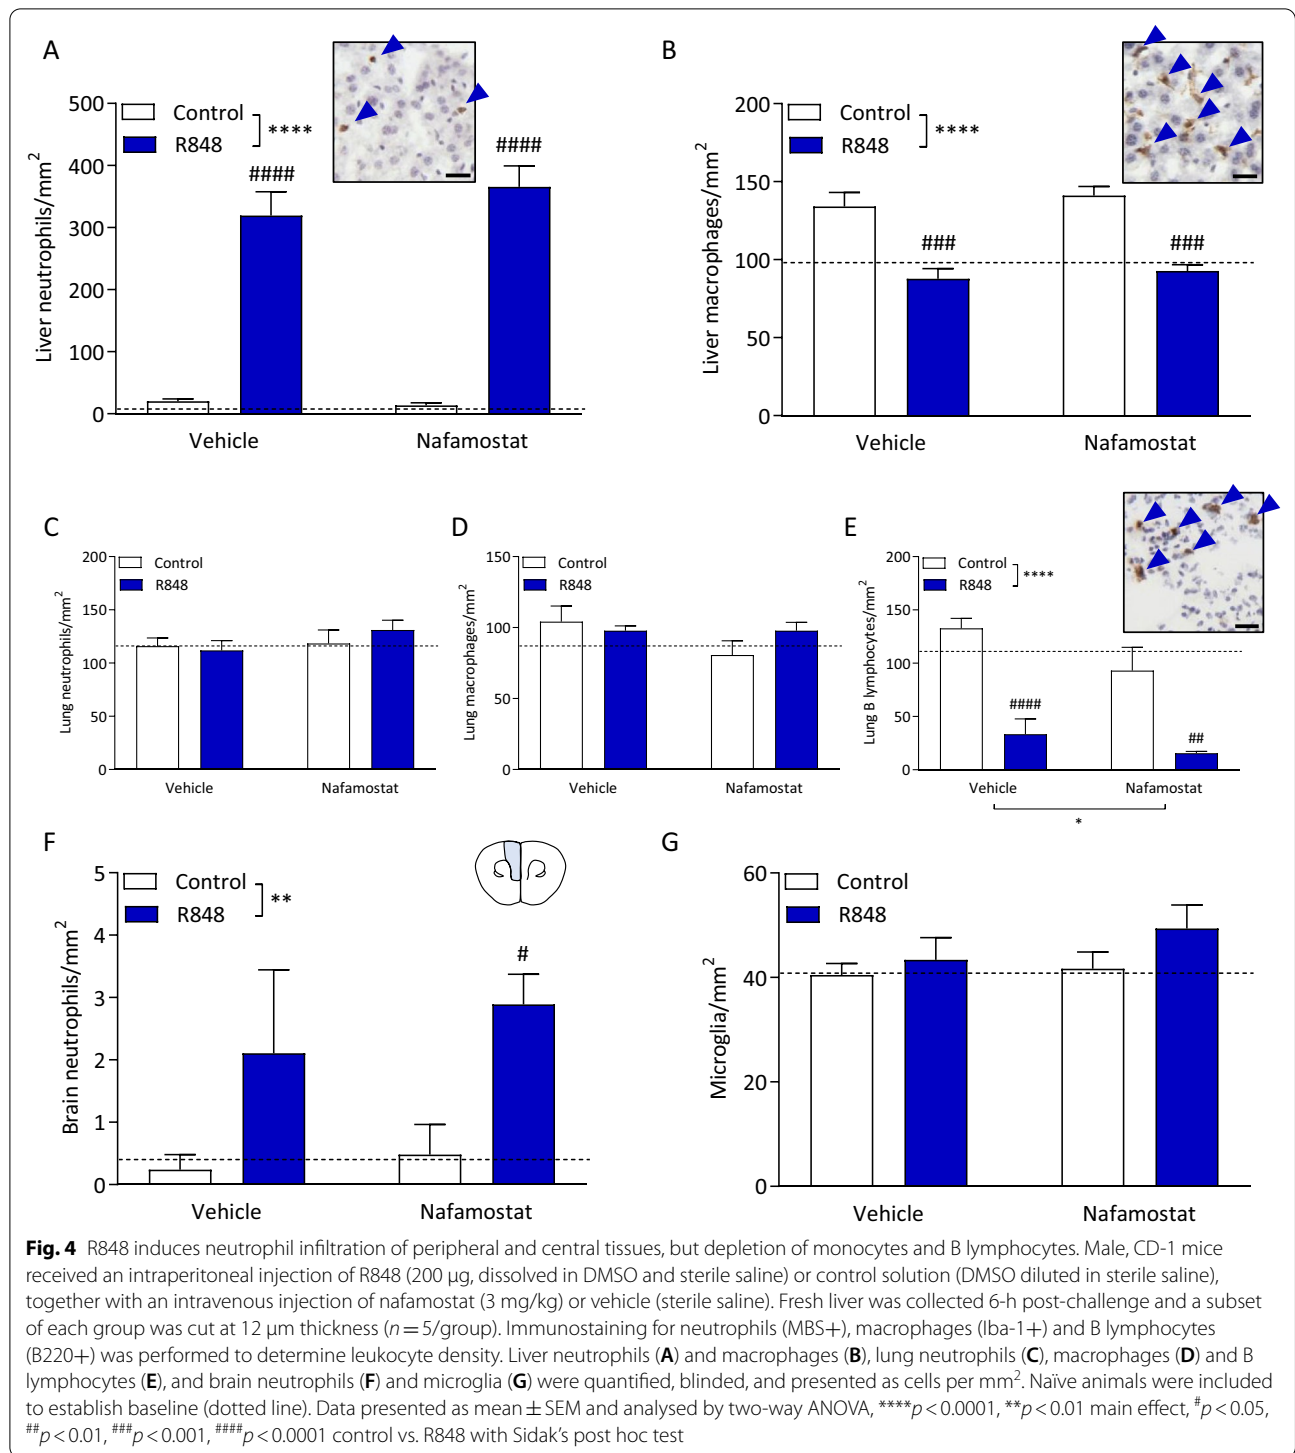 A
Control
R848
****
500
400
300
200
100
0
Liver neutrophils/mm²
####
####
Vehicle
Nafamostat
B
Control
R848
****
200
150
100
50
0
Liver macrophages/mm²
###
###
Vehicle
Nafamostat
C
Control
R848
200
150
100
50
0
Lung neutrophils/mm²
Vehicle
Nafamostat
D
Control
R848
150
100
50
0
Lung macrophages/mm²
Vehicle
Nafamostat
E
Control
R848
****
200
150
100
50
0
Lung B lymphocytes/mm²
####
##
Vehicle
Nafamostat
*
F
Control
R848
**
5
4
3
2
1
0
Brain neutrophils/mm²
#
Vehicle
Nafamostat
G
Control
R848
60
40
20
0
Microglia/mm²
Vehicle
Nafamostat
Fig. 4 R848 induces neutrophil infiltration of peripheral and central tissues, but depletion of monocytes and B lymphocytes. Male, CD-1 mice
received an intraperitoneal injection of R848 (200 µg, dissolved in DMSO and sterile saline) or control solution (DMSO diluted in sterile saline),
together with an intravenous injection of nafamostat (3 mg/kg) or vehicle (sterile saline). Fresh liver was collected 6-h post-challenge and a subset
of each group was cut at 12 µm thickness (n = 5/group). Immunostaining for neutrophils (MBS+), macrophages (Iba-1+) and B lymphocytes
(B220+) was performed to determine leukocyte density. Liver neutrophils (A) and macrophages (B), lung neutrophils (C), macrophages (D) and B
lymphocytes (E), and brain neutrophils (F) and microglia (G) were quantified, blinded, and presented as cells per mm². Naïve animals were included
to establish baseline (dotted line). Data presented as mean ± SEM and analysed by two-way ANOVA, ****p < 0.0001, **p < 0.01 main effect, #p < 0.05,
##p < 0.01, ###p < 0.001, ####p < 0.0001 control vs. R848 with Sidak's post hoc test